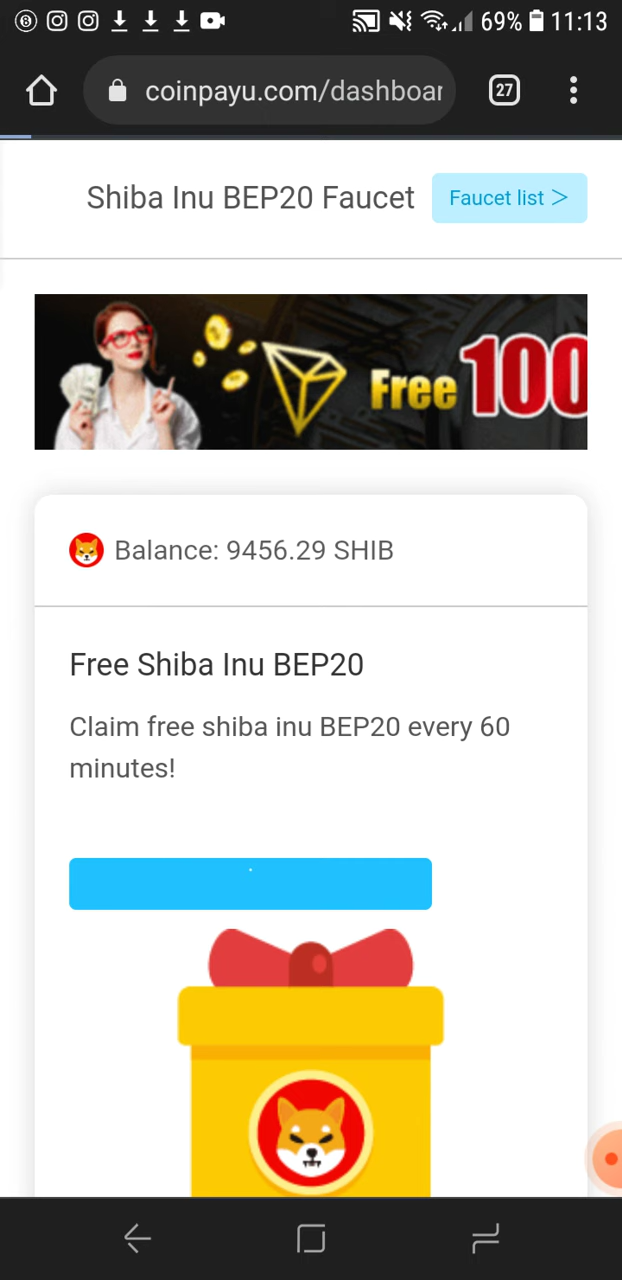 69% 11:13
coinpayu.com/dashboar
27
Shiba Inu BEP20 Faucet
Faucet list >
Free 100
Balance: 9456.29 SHIB
Free Shiba Inu BEP20
Claim free shiba inu BEP20 every 60
minutes!